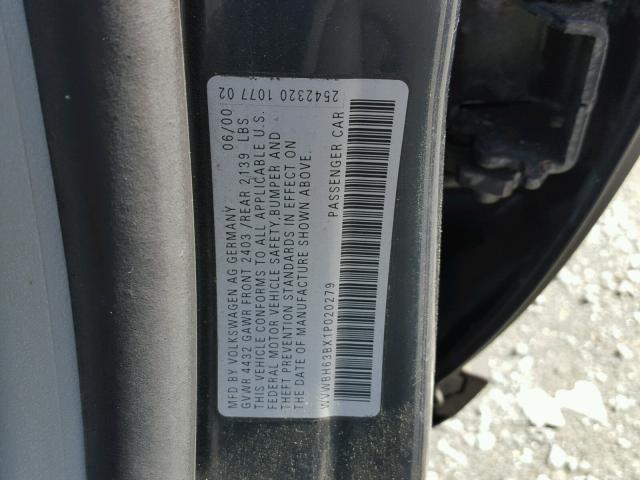 MFD BY VOLKSWAGEN AG GERMANY 06/00
GVWR 4432 GAWR FRONT 2403 /REAR 2139 LBS
THIS VEHICLE CONFORMS TO ALL APPLICABLE U.S.
FEDERAL MOTOR VEHICLE SAFETY,BUMPER AND
THEFT PREVENTION STANDARDS IN EFFECT ON
THE DATE OF MANUFACTURE SHOWN ABOVE.
WVWBH63BX1P020279 PASSENGER CAR
2542320 1077 02